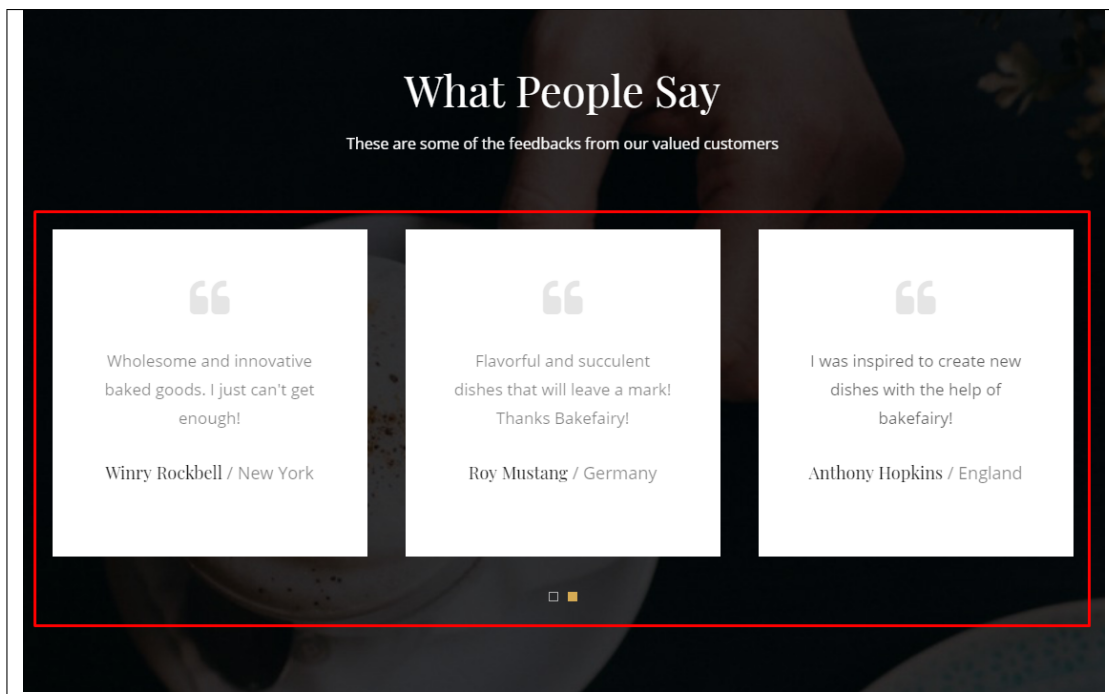 What People Say
These are some of the feedbacks from our valued customers
Wholesome and innovative
baked goods. I just can't get
enough!
Winry Rockbell / New York
Flavorful and succulent
dishes that will leave a mark!
Thanks Bakefairy!
Roy Mustang / Germany
I was inspired to create new
dishes with the help of
bakefairy!
Anthony Hopkins / England